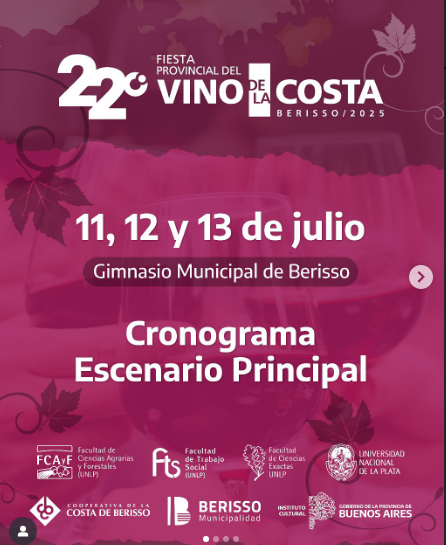 22º
FIESTA
PROVINCIAL DEL
VINO DE LA COSTA
BERISSO/2025
11, 12 y 13 de julio
Gimnasio Municipal de Berisso
Cronograma
Escenario Principal
FCAyF
Facultad de
Ciencias Agrarias
y Forestales
(UNLP)
fts
Facultad
de Trabajo
Social
(UNLP)
Facultad
de Ciencias
Exactas
UNLP
UNIVERSIDAD
NACIONAL
DE LA PLATA
COOPERATIVA DE LA
COSTA DE BERISSO
BERISSO
Municipalidad
INSTITUTO
CULTURAL
GOBIERNO DE LA PROVINCIA DE
BUENOS AIRES